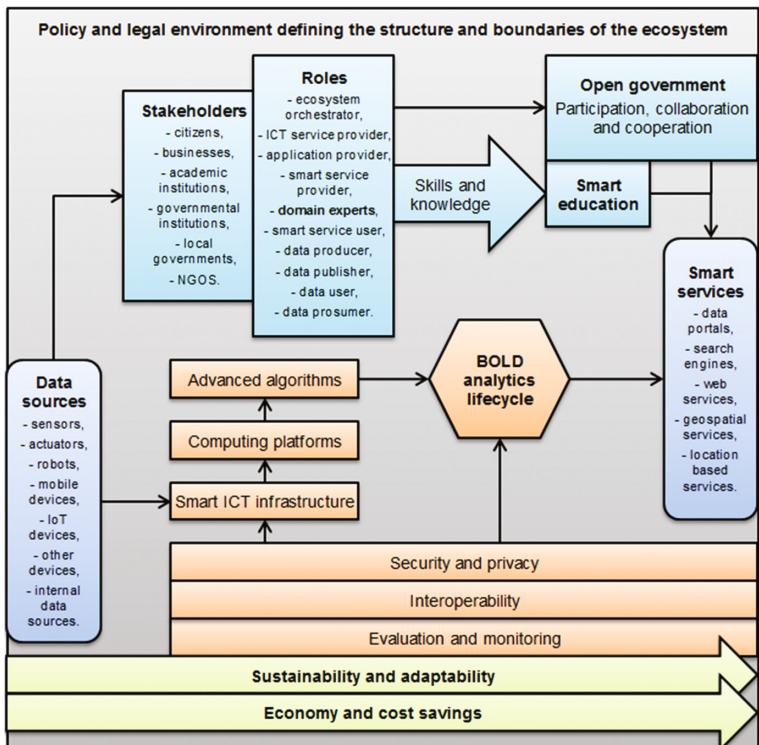 Policy and legal environment defining the structure and boundaries of the ecosystem
Stakeholders
- citizens,
- businesses,
- academic
institutions,
- governmental
institutions,
- local
governments,
- NGOS.
Roles
- ecosystem
orchestrator,
- ICT service provider,
- application provider,
- smart service
provider,
- domain experts,
- smart service user,
- data producer,
- data publisher,
- data user,
- data prosumer.
Skills and
knowledge
Open government
Participation, collaboration
and cooperation
Smart
education
Smart
services
- data
portals,
- search
engines,
- web
services,
- geospatial
services,
- location
based
services.
Data
sources
- sensors,
- actuators,
- robots,
- mobile
devices,
- IoT
devices,
- other
devices,
- internal
data
sources.
Advanced algorithms
Computing platforms
Smart ICT infrastructure
BOLD
analytics
lifecycle
Security and privacy
Interoperability
Evaluation and monitoring
Sustainability and adaptability
Economy and cost savings